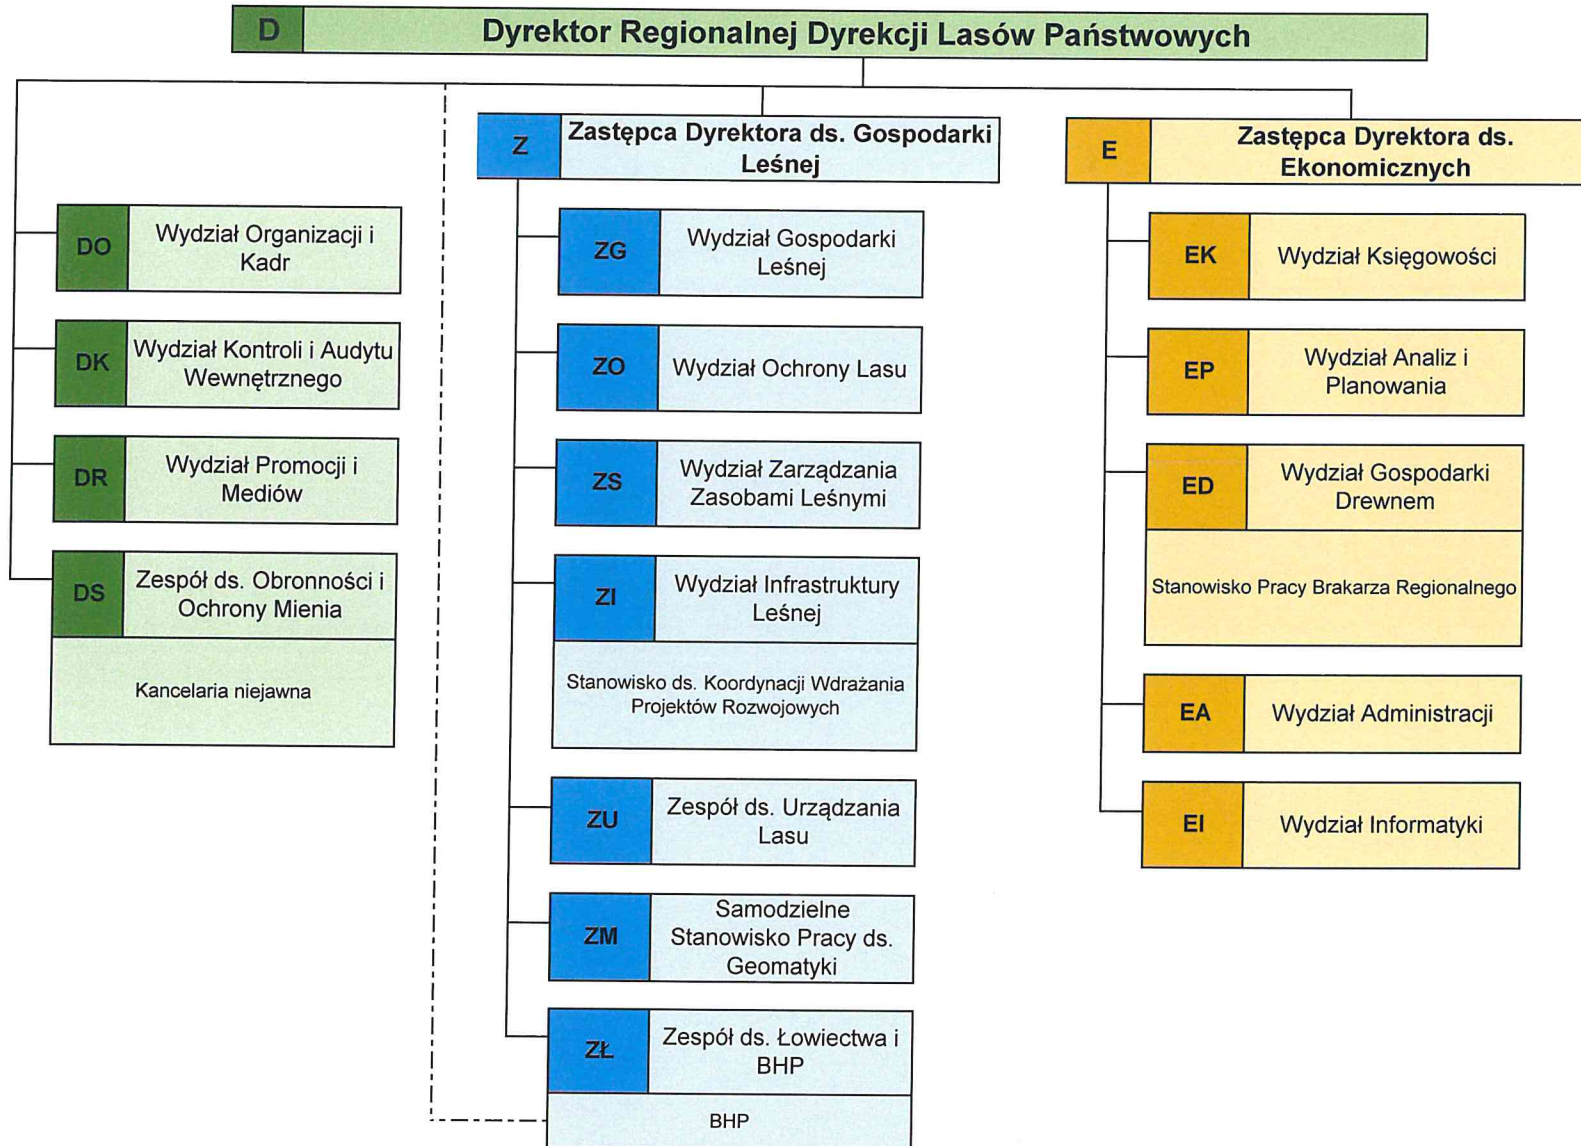 D
Dyrektor Regionalnej Dyrekcji Lasów Państwowych
DO
Wydział Organizacji i
Kadr
DK
Wydział Kontroli i Audytu
Wewnętrznego
DR
Wydział Promocji i
Mediów
DS
Zespół ds. Obronności i
Ochrony Mienia
Kancelaria niejawna
Z
Zastępca Dyrektora ds. Gospodarki
Leśnej
ZG
Wydział Gospodarki
Leśnej
ZO
Wydział Ochrony Lasu
ZS
Wydział Zarządzania
Zasobami Leśnymi
ZI
Wydział Infrastruktury
Leśnej
Stanowisko ds. Koordynacji Wdrażania
Projektów Rozwojowych
ZU
Zespół ds. Urządzania
Lasu
ZM
Samodzielne
Stanowisko Pracy ds.
Geomatyki
ZŁ
Zespół ds. Łowiectwa i
BHP
BHP
E
Zastępca Dyrektora ds.
Ekonomicznych
EK
Wydział Księgowości
EP
Wydział Analiz i
Planowania
ED
Wydział Gospodarki
Drewnem
Stanowisko Pracy Brakarza Regionalnego
EA
Wydział Administracji
EI
Wydział Informatyki